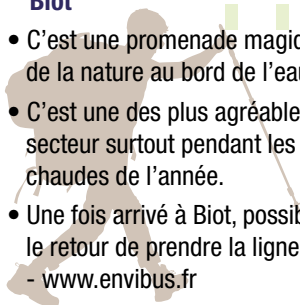 Biot
• C'est une promenade magi
de la nature au bord de l'eau
• C'est une des plus agréable
secteur surtout pendant les
chaudes de l'année.
• Une fois arrivé à Biot, possib
le retour de prendre la ligne
- www.envibus.fr